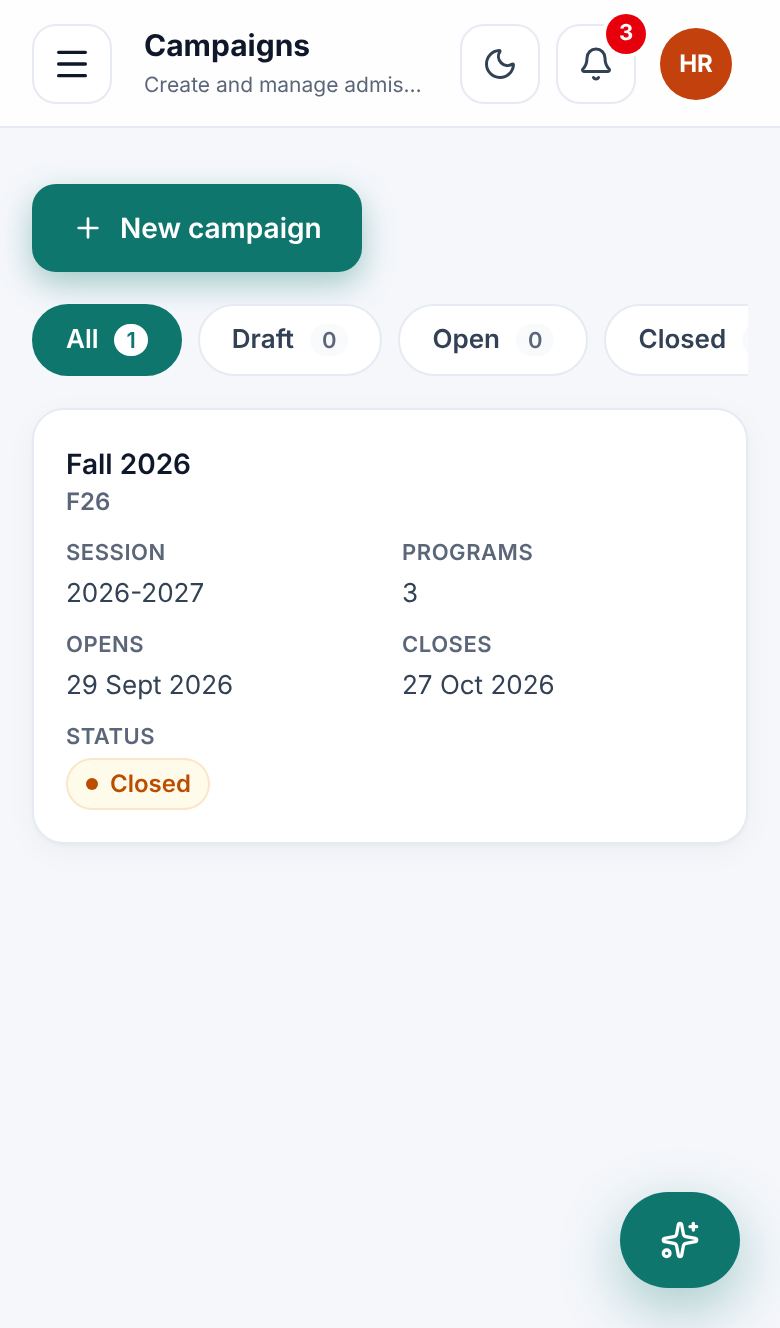 Campaigns
Create and manage admis...
3
HR
New campaign
All 1
Draft 0
Open 0
Closed
Fall 2026
F26
SESSION
2026-2027
PROGRAMS
3
OPENS
29 Sept 2026
CLOSES
27 Oct 2026
STATUS
Closed